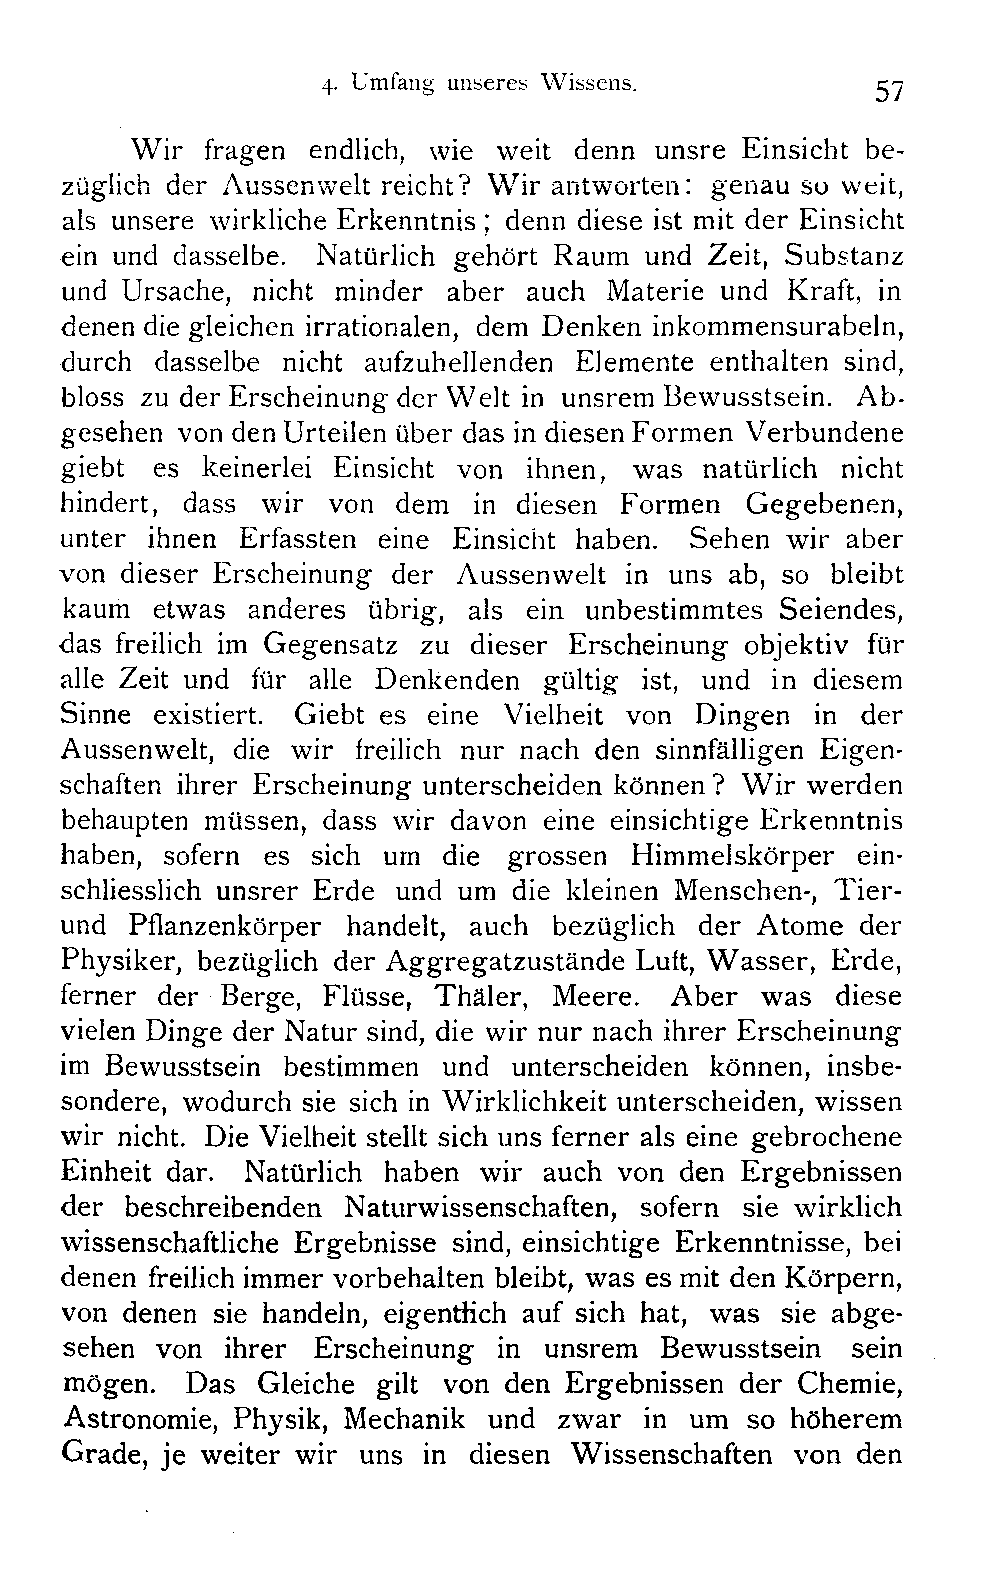 4. Umfang unseres Wissens. 57
Wir fragen endlich, wie weit denn unsre Einsicht be-
züglich der Aussenwelt reicht? Wir antworten: genau so weit,
als unsere wirkliche Erkenntnis; denn diese ist mit der Einsicht
ein und dasselbe. Natürlich gehört Raum und Zeit, Substanz
und Ursache, nicht minder aber auch Materie und Kraft, in
denen die gleichen irrationalen, dem Denken inkommensurabeln,
durch dasselbe nicht aufzuhellenden Elemente enthalten sind,
bloss zu der Erscheinung der Welt in unsrem Bewusstsein. Ab-
gesehen von den Urteilen über das in diesen Formen Verbundene
giebt es keinerlei Einsicht von ihnen, was natürlich nicht
hindert, dass wir von dem in diesen Formen Gegebenen,
unter ihnen Erfassten eine Einsicht haben. Sehen wir aber
von dieser Erscheinung der Aussenwelt in uns ab, so bleibt
kaum etwas anderes übrig, als ein unbestimmtes Seiendes,
das freilich im Gegensatz zu dieser Erscheinung objektiv für
alle Zeit und für alle Denkenden gültig ist, und in diesem
Sinne existiert. Giebt es eine Vielheit von Dingen in der
Aussenwelt, die wir freilich nur nach den sinnfälligen Eigen-
schaften ihrer Erscheinung unterscheiden können? Wir werden
behaupten müssen, dass wir davon eine einsichtige Erkenntnis
haben, sofern es sich um die grossen Himmelskörper ein-
schliesslich unsrer Erde und um die kleinen Menschen-, Tier-
und Pflanzenkörper handelt, auch bezüglich der Atome der
Physiker, bezüglich der Aggregatzustände Luft, Wasser, Erde,
ferner der Berge, Flüsse, Thäler, Meere. Aber was diese
vielen Dinge der Natur sind, die wir nur nach ihrer Erscheinung
im Bewusstsein bestimmen und unterscheiden können, insbe-
sondere, wodurch sie sich in Wirklichkeit unterscheiden, wissen
wir nicht. Die Vielheit stellt sich uns ferner als eine gebrochene
Einheit dar. Natürlich haben wir auch von den Ergebnissen
der beschreibenden Naturwissenschaften, sofern sie wirklich
wissenschaftliche Ergebnisse sind, einsichtige Erkenntnisse, bei
denen freilich immer vorbehalten bleibt, was es mit den Körpern,
von denen sie handeln, eigentlich auf sich hat, was sie abge-
sehen von ihrer Erscheinung in unsrem Bewusstsein sein
mögen. Das Gleiche gilt von den Ergebnissen der Chemie,
Astronomie, Physik, Mechanik und zwar in um so höherem
Grade, je weiter wir uns in diesen Wissenschaften von den